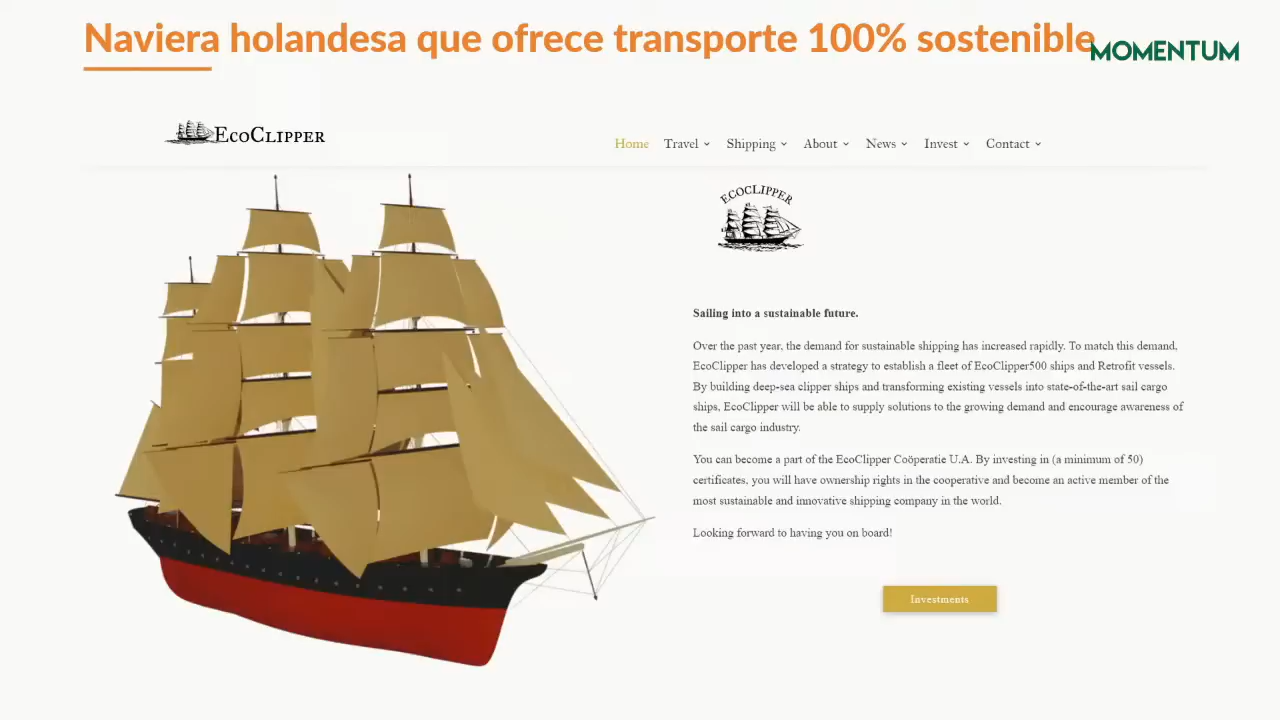 Naviera holandesa que ofrece transporte 100% sostenible
MOMENTUM
EcoClipper
Home Travel Shipping About News Invest Contact
ECOCLIPPER
Sailing into a sustainable future.
Over the past year, the demand for sustainable shipping has increased rapidly. To match this demand,
EcoClipper has developed a strategy to establish a fleet of EcoClipper500 ships and Retrofit vessels.
By building deep-sea clipper ships and transforming existing vessels into state-of-the-art sail cargo
ships, EcoClipper will be able to supply solutions to the growing demand and encourage awareness of
the sail cargo industry.
You can become a part of the EcoClipper Coöperatie U.A. By investing in (a minimum of 50)
certificates, you will have ownership rights in the cooperative and become an active member of the
most sustainable and innovative shipping company in the world.
Looking forward to having you on board!
Investments